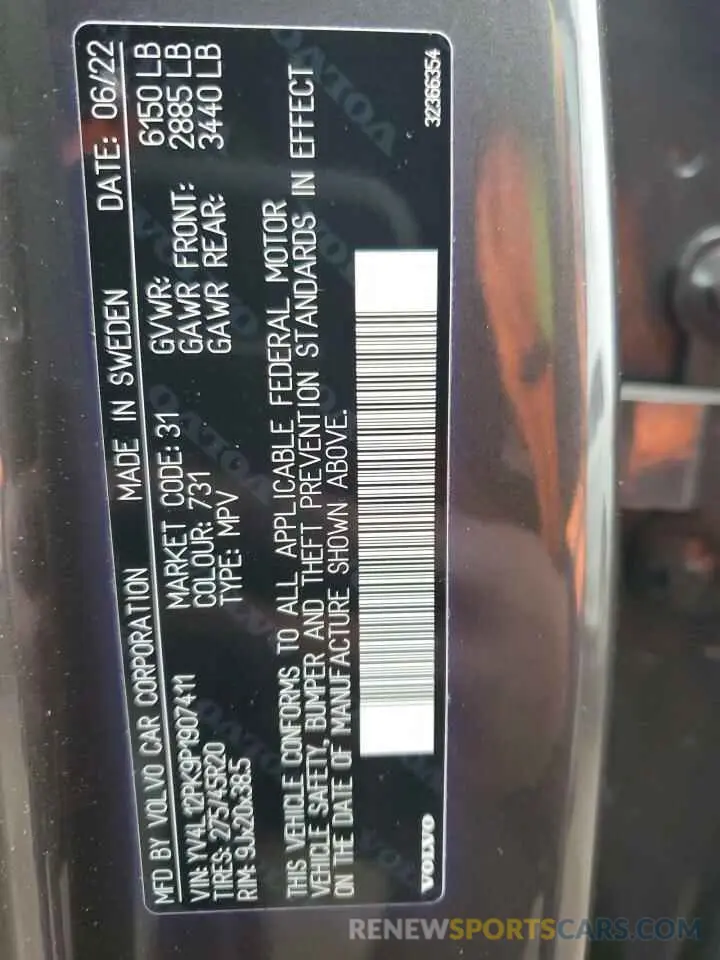 MFD BY VOLVO CAR CORPORATION MADE IN SWEDEN DATE: 06/22
VIN: YV4L12PK9P1907411 MARKET CODE: 31 GVWR: 6150 LB
TIRES: 275/45R20 COLOUR: 731 GAWR FRONT: 2885 LB
RIM: 9Jx20x38.5 TYPE: MPV GAWR REAR: 3440 LB
THIS VEHICLE CONFORMS TO ALL APPLICABLE FEDERAL MOTOR
VEHICLE SAFETY, BUMPER AND THEFT PREVENTION STANDARDS IN EFFECT
ON THE DATE OF MANUFACTURE SHOWN ABOVE.
VOLVO 32366354
RENEWSPORTSCARS.COM